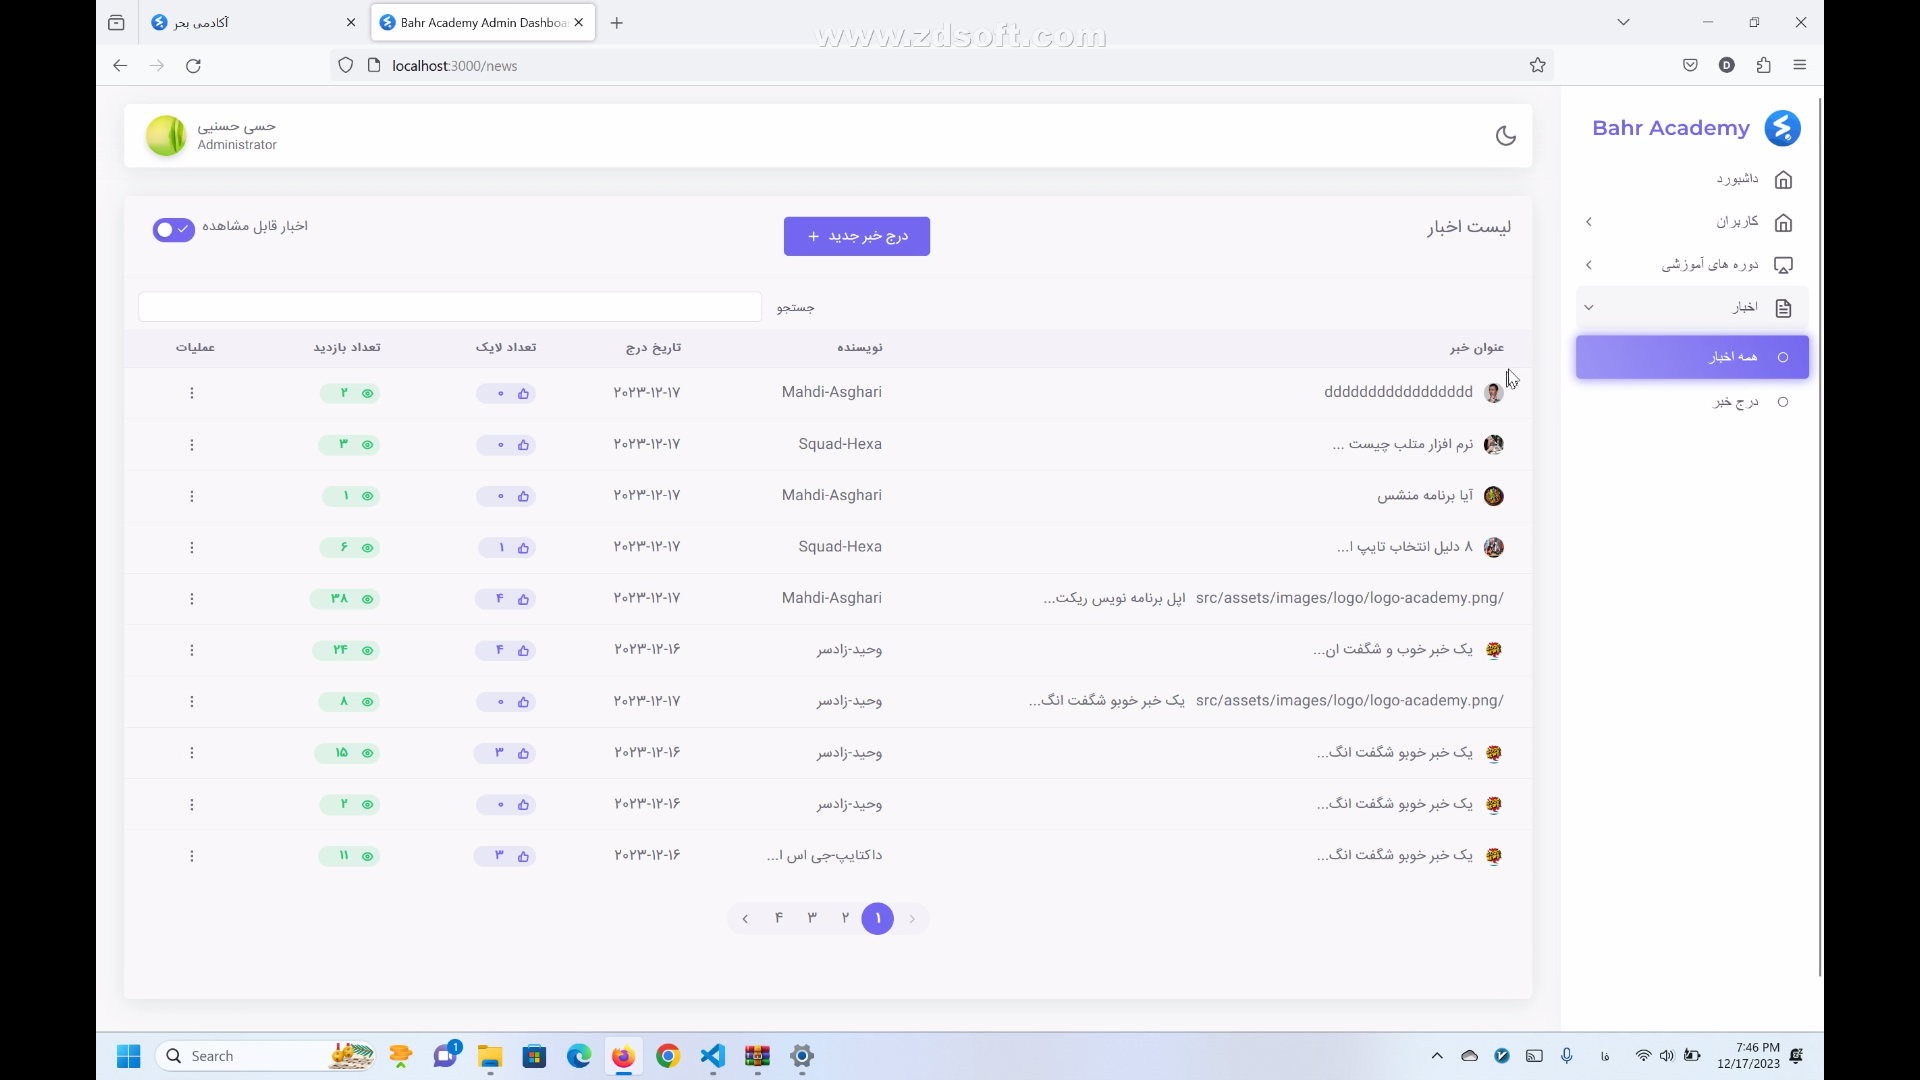 آکادمی بحر
Bahr Academy Admin Dashboa
www.zdsoft.com
localhost:3000/news
D
حسی حسنیی
Administrator
Bahr Academy
داشبورد
کاربران
دوره های آموزشی
اخبار
همه اخبار
درج خبر
لیست اخبار
درج خبر جدید +
اخبار قابل مشاهده
جستجو
عنوان خبر نویسنده تاریخ درج تعداد لایک تعداد بازدید عملیات
ddddddddddddddddd Mahdi-Asghari ۲۰۲۳-۱۲-۱۷ ۰ ۲
نرم افزار متلب چیست ... Squad-Hexa ۲۰۲۳-۱۲-۱۷ ۰ ۳
آیا برنامه منشس Mahdi-Asghari ۲۰۲۳-۱۲-۱۷ ۰ ۱
۸ دلیل انتخاب تایپ ا... Squad-Hexa ۲۰۲۳-۱۲-۱۷ ۱ ۶
src/assets/images/logo/logo-academy.png/ اپل برنامه نویس ریکت... Mahdi-Asghari ۲۰۲۳-۱۲-۱۷ ۴ ۳۸
یک خبر خوب و شگفت ان... وحید-زادسر ۲۰۲۳-۱۲-۱۶ ۴ ۲۴
src/assets/images/logo/logo-academy.png/ یک خبر خوبو شگفت انگ... وحید-زادسر ۲۰۲۳-۱۲-۱۷ ۰ ۸
یک خبر خوبو شگفت انگ... وحید-زادسر ۲۰۲۳-۱۲-۱۶ ۳ ۱۵
یک خبر خوبو شگفت انگ... وحید-زادسر ۲۰۲۳-۱۲-۱۶ ۰ ۲
یک خبر خوبو شگفت انگ... داکتایپ-جی اس ا... ۲۰۲۳-۱۲-۱۶ ۳ ۱۱
۱ ۲ ۳ ۴
Search
1
فا
7:46 PM
12/17/2023